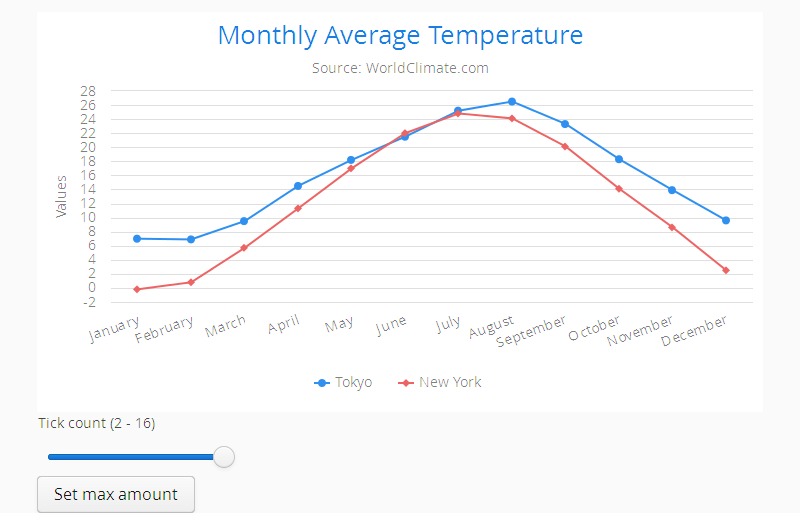 Monthly Average Temperature
Source: WorldClimate.com
28
26
24
22
20
18
16
14
12
10
8
6
4
2
0
-2
Values
January
February
March
April
May
June
July
August
September
October
November
December
Tokyo
New York
Tick count (2 - 16)
Set max amount